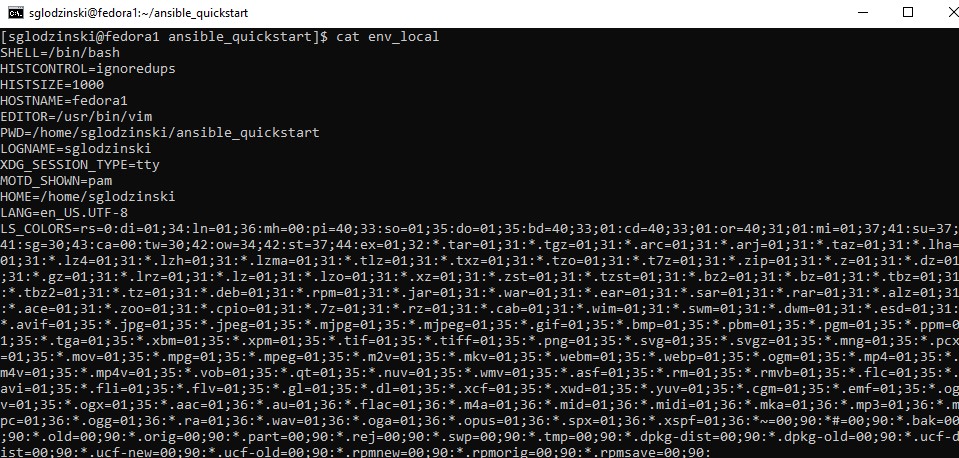 sglodzinski@fedora1:~/ansible_quickstart
[sglodzinski@fedora1 ansible_quickstart]$ cat env_local
SHELL=/bin/bash
HISTCONTROL=ignoredups
HISTSIZE=1000
HOSTNAME=fedora1
EDITOR=/usr/bin/vim
PWD=/home/sglodzinski/ansible_quickstart
LOGNAME=sglodzinski
XDG_SESSION_TYPE=tty
MOTD_SHOWN=pam
HOME=/home/sglodzinski
LANG=en_US.UTF-8
LS_COLORS=rs=0:di=01;34:ln=01;36:mh=00:pi=40;33:so=01;35:do=01;35:bd=40;33;01:cd=40;33;01:or=40;31;01:mi=01;37;41:su=37;
41:sg=30;43:ca=00:tw=30;42:ow=34;42:st=37;44:ex=01;32:*.tar=01;31:*.tgz=01;31:*.arc=01;31:*.arj=01;31:*.taz=01;31:*.lha=
01;31:*.lz4=01;31:*.lzh=01;31:*.lzma=01;31:*.tlz=01;31:*.txz=01;31:*.tzo=01;31:*.t7z=01;31:*.zip=01;31:*.z=01;31:*.dz=01
;31:*.gz=01;31:*.lrz=01;31:*.lz=01;31:*.lzo=01;31:*.xz=01;31:*.zst=01;31:*.tzst=01;31:*.bz2=01;31:*.bz=01;31:*.tbz=01;31
:*.tbz2=01;31:*.tz=01;31:*.deb=01;31:*.rpm=01;31:*.jar=01;31:*.war=01;31:*.ear=01;31:*.sar=01;31:*.rar=01;31:*.alz=01;31
:*.ace=01;31:*.zoo=01;31:*.cpio=01;31:*.7z=01;31:*.rz=01;31:*.cab=01;31:*.wim=01;31:*.swm=01;31:*.dwm=01;31:*.esd=01;31:
*.avif=01;35:*.jpg=01;35:*.jpeg=01;35:*.mjpg=01;35:*.mjpeg=01;35:*.gif=01;35:*.bmp=01;35:*.pbm=01;35:*.pgm=01;35:*.ppm=0
1;35:*.tga=01;35:*.xbm=01;35:*.xpm=01;35:*.tif=01;35:*.tiff=01;35:*.png=01;35:*.svg=01;35:*.svgz=01;35:*.mng=01;35:*.pcx
=01;35:*.mov=01;35:*.mpg=01;35:*.mpeg=01;35:*.m2v=01;35:*.mkv=01;35:*.webm=01;35:*.webp=01;35:*.ogm=01;35:*.mp4=01;35:*.
m4v=01;35:*.mp4v=01;35:*.vob=01;35:*.qt=01;35:*.nuv=01;35:*.wmv=01;35:*.asf=01;35:*.rm=01;35:*.rmvb=01;35:*.flc=01;35:*.
avi=01;35:*.fli=01;35:*.flv=01;35:*.gl=01;35:*.dl=01;35:*.xcf=01;35:*.xwd=01;35:*.yuv=01;35:*.cgm=01;35:*.emf=01;35:*.og
v=01;35:*.ogx=01;35:*.aac=01;36:*.au=01;36:*.flac=01;36:*.m4a=01;36:*.mid=01;36:*.midi=01;36:*.mka=01;36:*.mp3=01;36:*.m
pc=01;36:*.ogg=01;36:*.ra=01;36:*.wav=01;36:*.oga=01;36:*.opus=01;36:*.spx=01;36:*.xspf=01;36:*~=00;90:*#=00;90:*.bak=00
;90:*.old=00;90:*.orig=00;90:*.part=00;90:*.rej=00;90:*.swp=00;90:*.tmp=00;90:*.dpkg-dist=00;90:*.dpkg-old=00;90:*.ucf-d
ist=00;90:*.ucf-new=00;90:*.ucf-old=00;90:*.rpmnew=00;90:*.rpmorig=00;90:*.rpmsave=00;90: